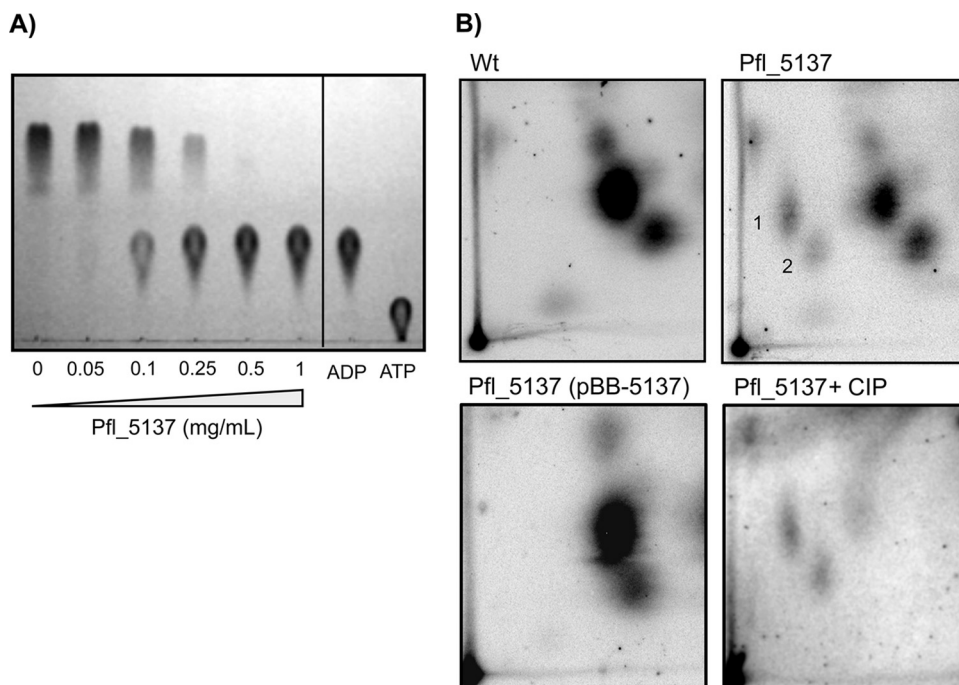 A)
0 0.05 0.1 0.25 0.5 1 ADP ATP
Pfl_5137 (mg/mL)
B)
Wt
Pfl_5137
1
2
Pfl_5137 (pBB-5137)
Pfl_5137+ CIP